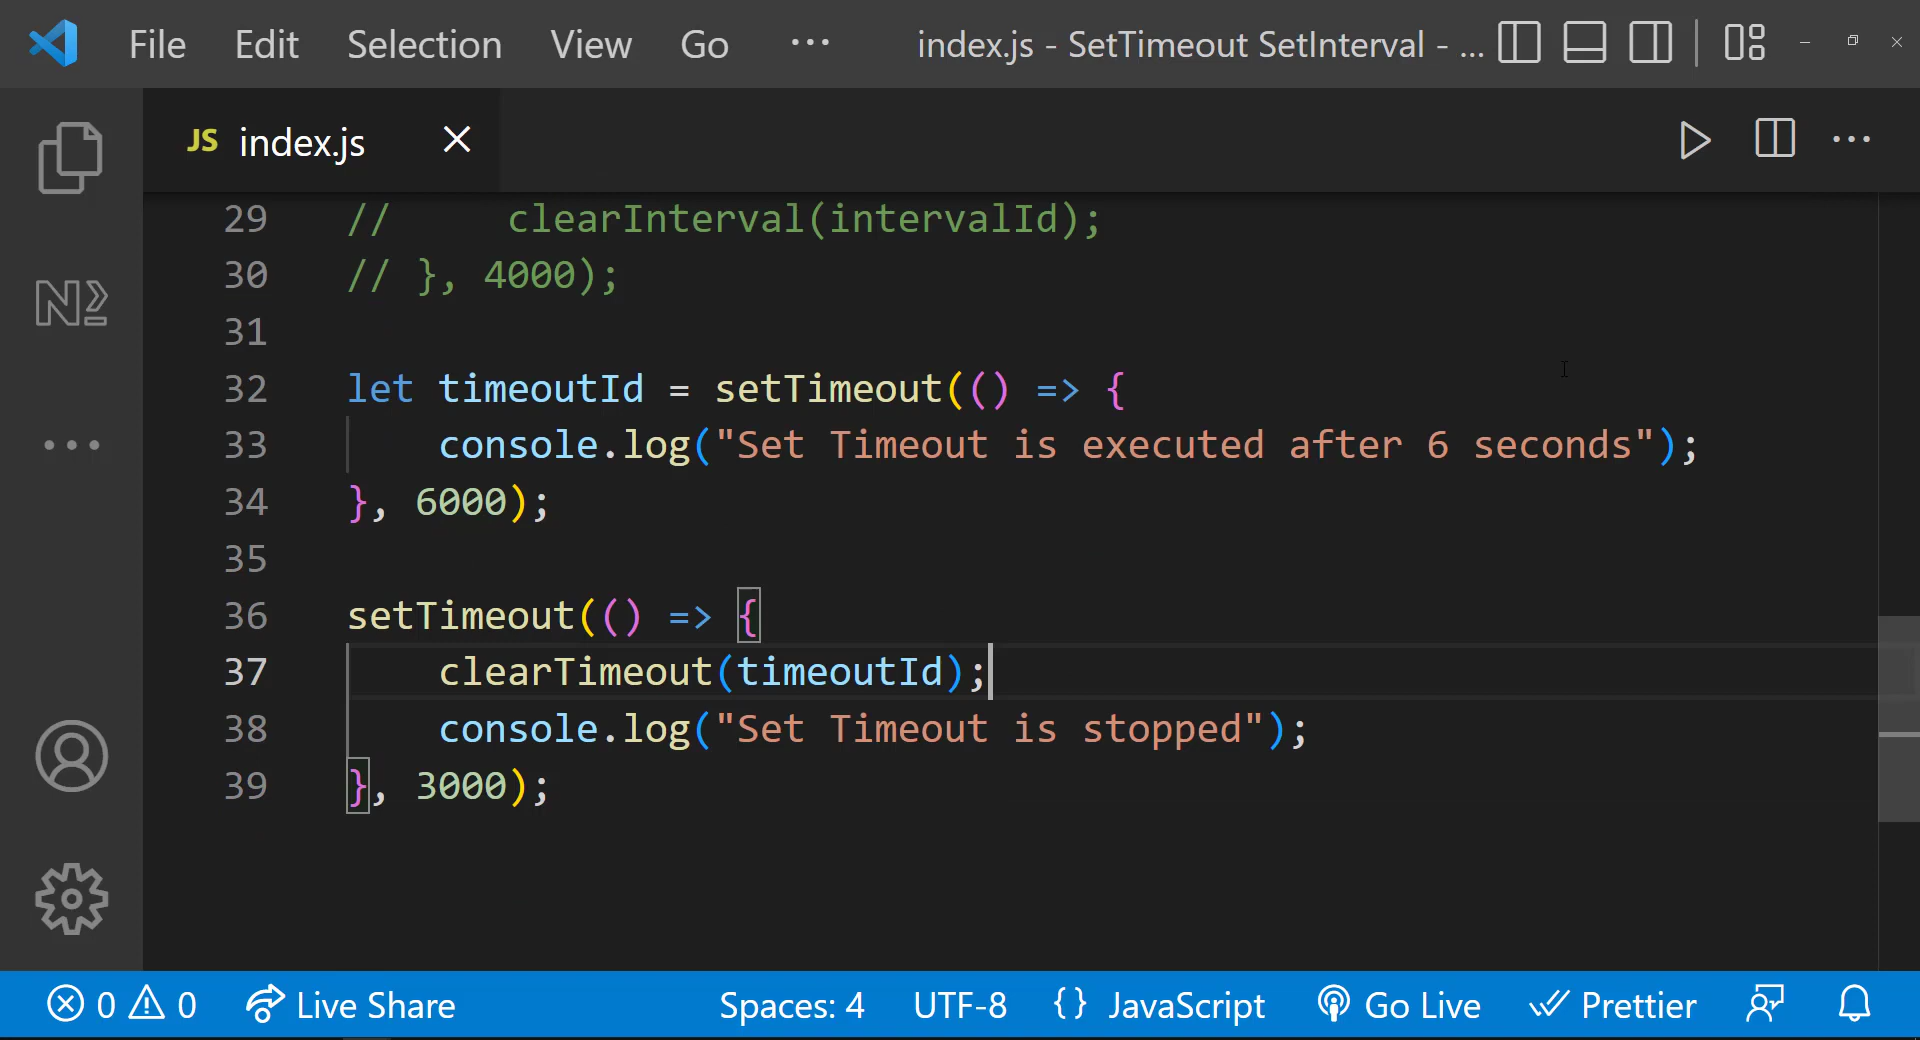 File Edit Selection View Go ... index.js - SetTimeout SetInterval - ...
JS index.js
29 //     clearInterval(intervalId);
30 // }, 4000);
31
32 let timeoutId = setTimeout(() => {
33     console.log("Set Timeout is executed after 6 seconds");
34 }, 6000);
35
36 setTimeout(() => {
37     clearTimeout(timeoutId);
38     console.log("Set Timeout is stopped");
39 }, 3000);
0 0 Live Share Spaces: 4 UTF-8 {} JavaScript Go Live Prettier